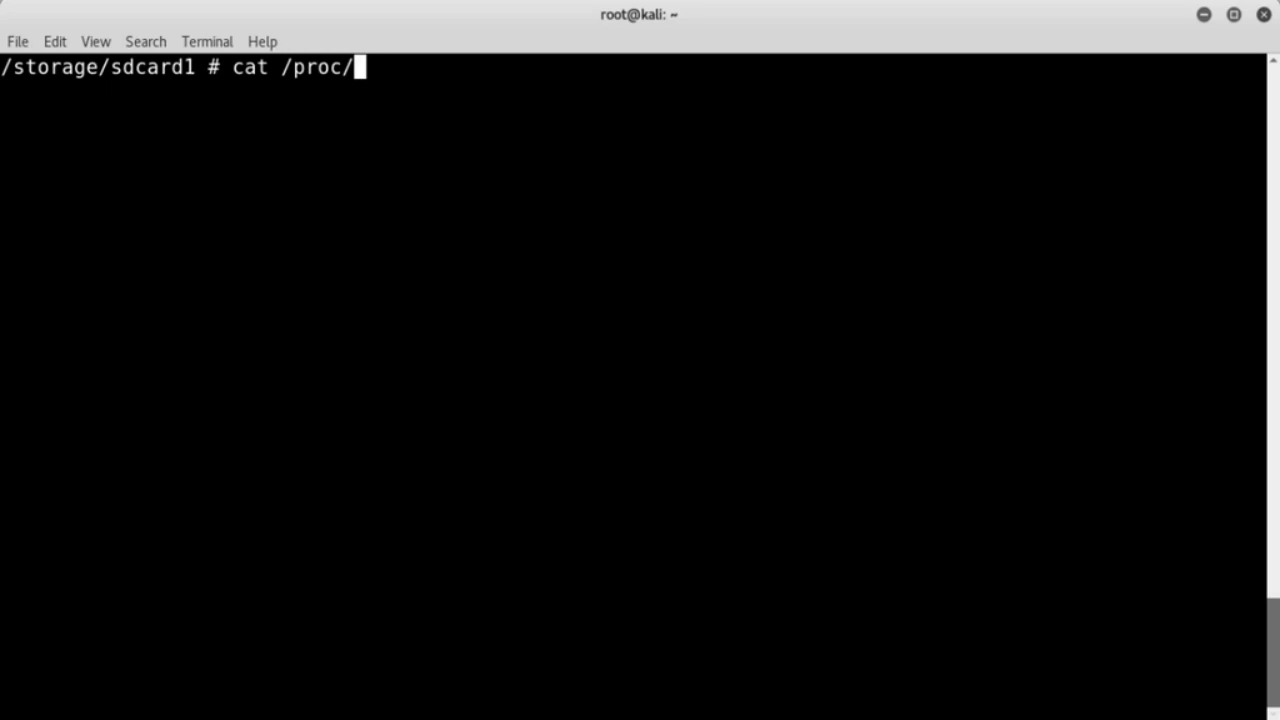 root@kali: ~
File Edit View Search Terminal Help
/storage/sdcard1 # cat /proc/